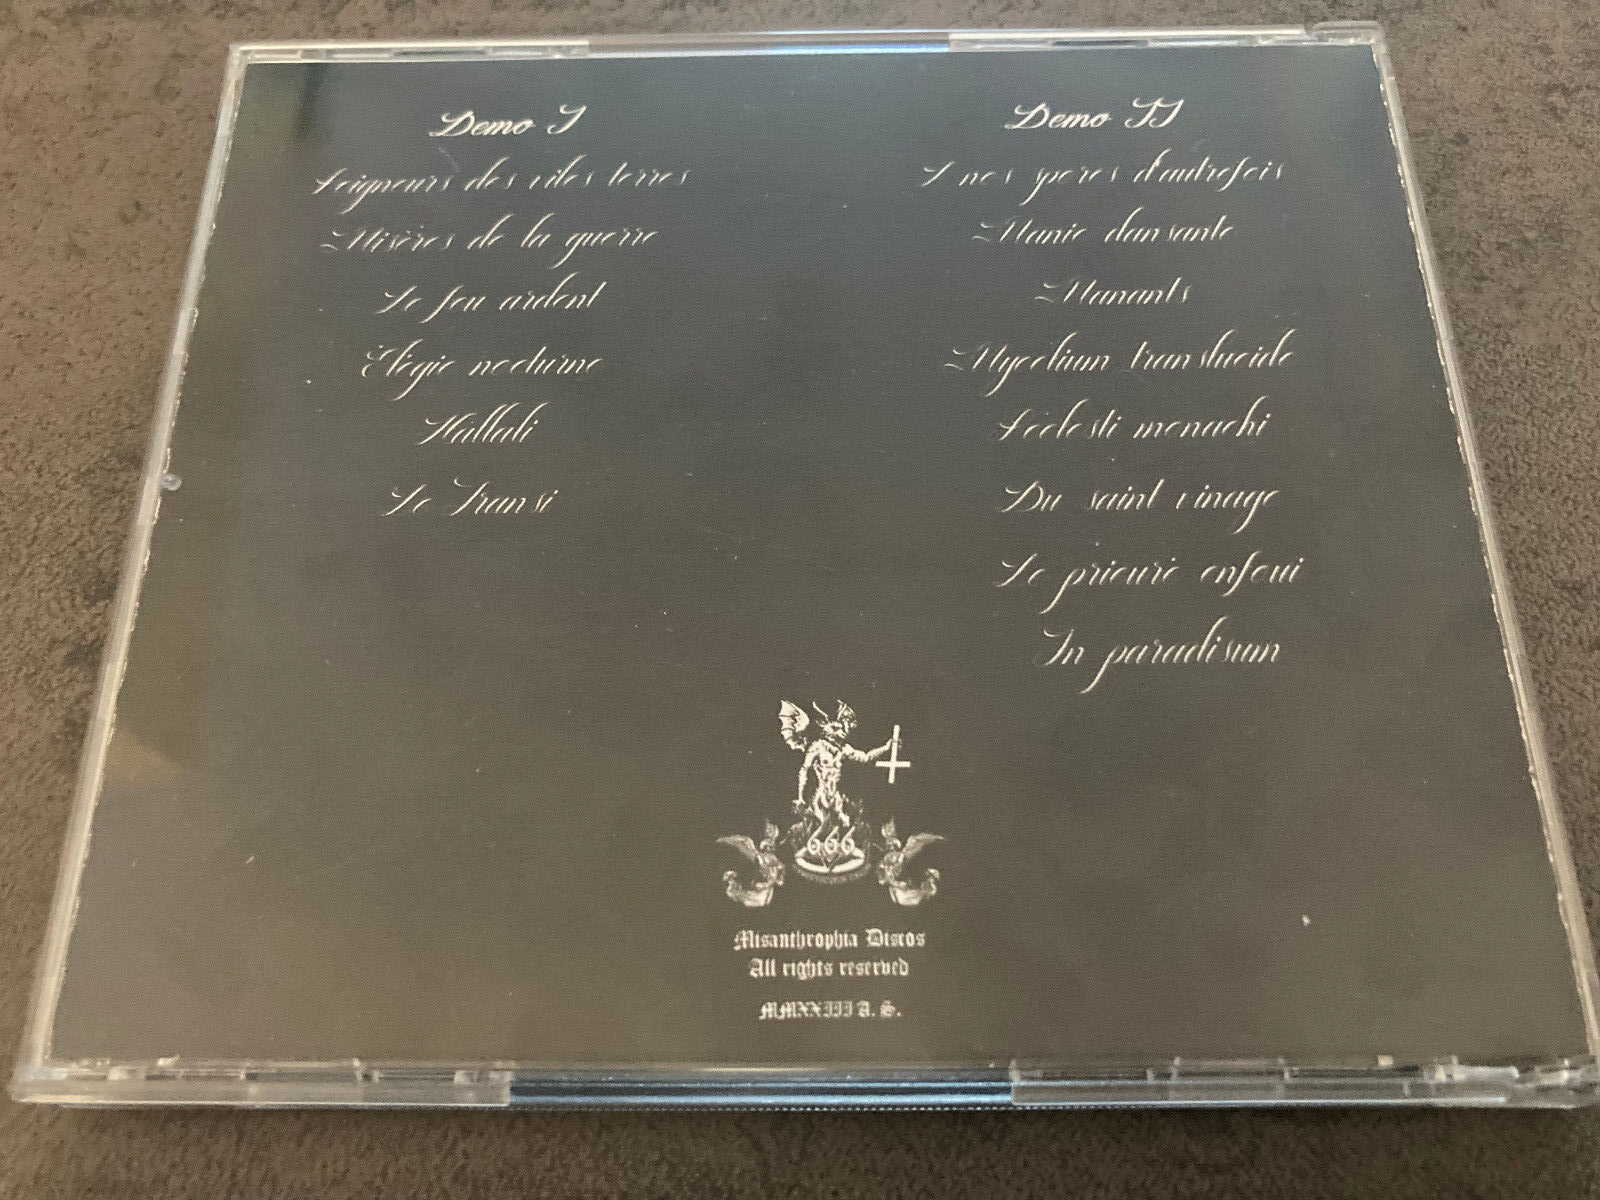 Demo I
Seigneurs des viles terres
Misères de la guerre
Le feu ardent
Élégie nocturne
Hallali
Le Transi
Demo II
nos d'autrefois
Manie dansante
Manants
Mycelium translucide
Scelesti monachi
Du saint vinage
Le prieuré enfoui
In paradisum
666
Misanthrophia Discos
All rights reserved
MMXXIII A. S.